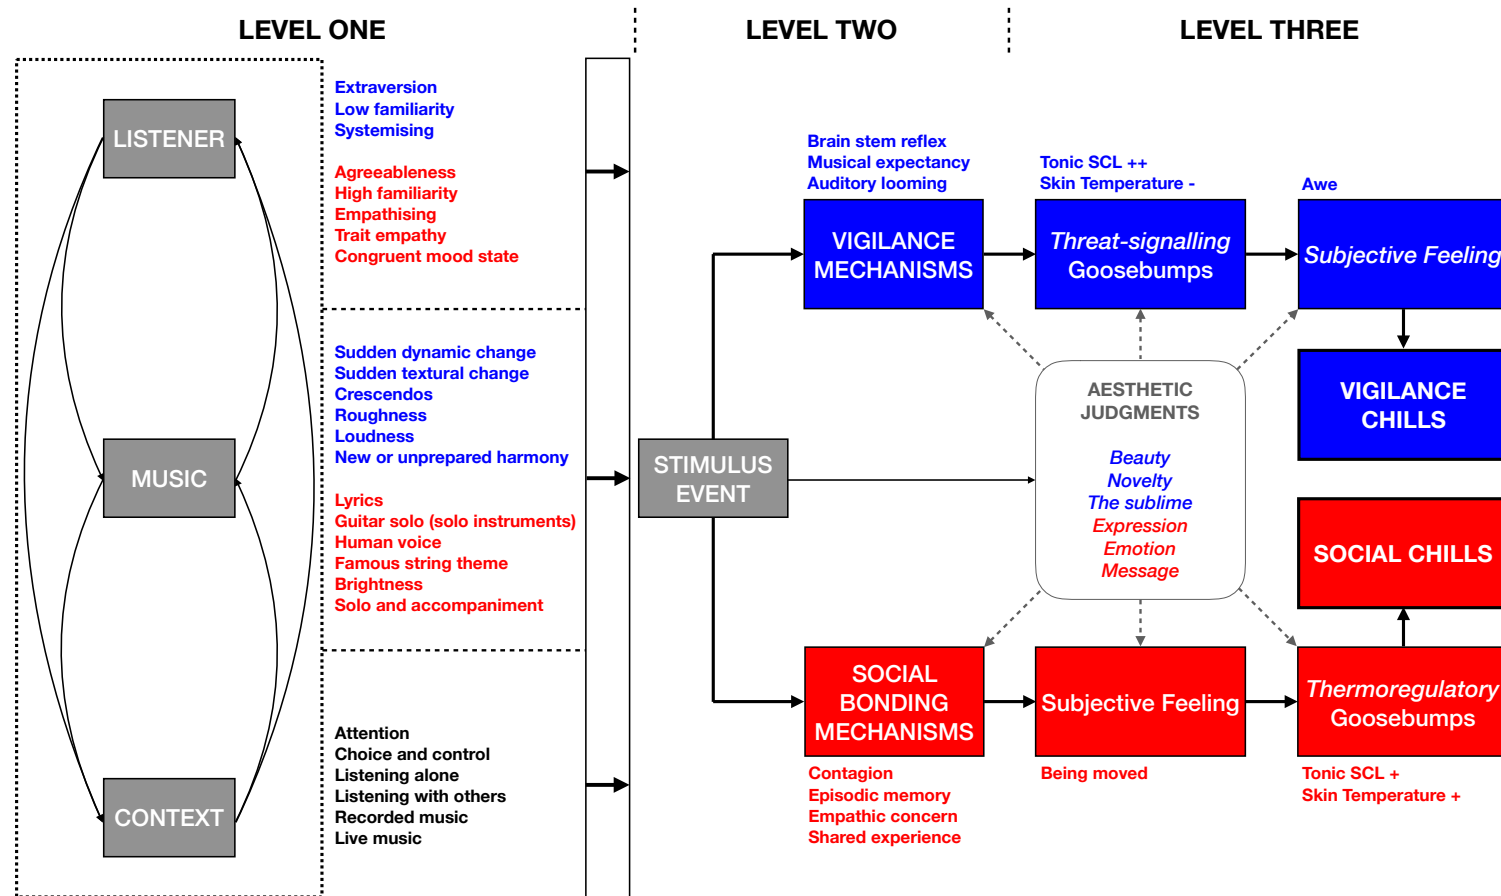 LEVEL ONE
LEVEL TWO
LEVEL THREE
LISTENER
MUSIC
CONTEXT
Extraversion
Low familiarity
Systemising
Agreeableness
High familiarity
Empathising
Trait empathy
Congruent mood state
Sudden dynamic change
Sudden textural change
Crescendos
Roughness
Loudness
New or unprepared harmony
Lyrics
Guitar solo (solo instruments)
Human voice
Famous string theme
Brightness
Solo and accompaniment
Attention
Choice and control
Listening alone
Listening with others
Recorded music
Live music
STIMULUS
EVENT
Brain stem reflex
Musical expectancy
Auditory looming
VIGILANCE
MECHANISMS
Tonic SCL ++
Skin Temperature -
Threat-signalling
Goosebumps
Awe
Subjective Feeling
VIGILANCE
CHILLS
AESTHETIC
JUDGMENTS
Beauty
Novelty
The sublime
Expression
Emotion
Message
SOCIAL CHILLS
SOCIAL
BONDING
MECHANISMS
Contagion
Episodic memory
Empathic concern
Shared experience
Subjective Feeling
Being moved
Thermoregulatory
Goosebumps
Tonic SCL +
Skin Temperature +